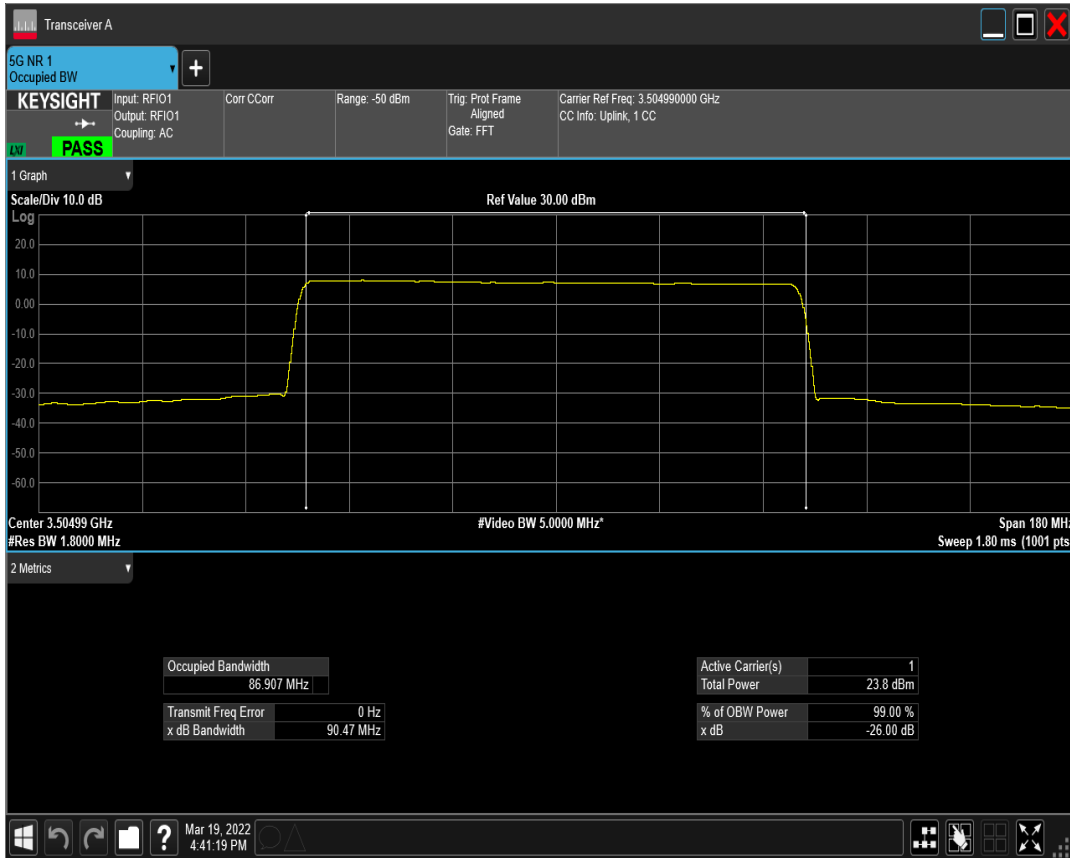 Transceiver A
5G NR 1
Occupied BW
+
KEYSIGHT
Input: RFIO1
Output: RFIO1
Coupling: AC
Corr CCorr
Range: -50 dBm
Trig: Prot Frame
Aligned
Gate: FFT
Carrier Ref Freq: 3.504990000 GHz
CC Info: Uplink, 1 CC
LXI
PASS
1 Graph
Scale/Div 10.0 dB
Ref Value 30.00 dBm
Log
20.0
10.0
0.00
-10.0
-20.0
-30.0
-40.0
-50.0
-60.0
Center 3.50499 GHz
#Video BW 5.0000 MHz*
Span 180 MHz
#Res BW 1.8000 MHz
Sweep 1.80 ms (1001 pts
2 Metrics
Occupied Bandwidth
86.907 MHz
Transmit Freq Error 0 Hz
x dB Bandwidth 90.47 MHz
Active Carrier(s) 1
Total Power 23.8 dBm
% of OBW Power 99.00 %
x dB -26.00 dB
?
Mar 19, 2022
4:41:19 PM